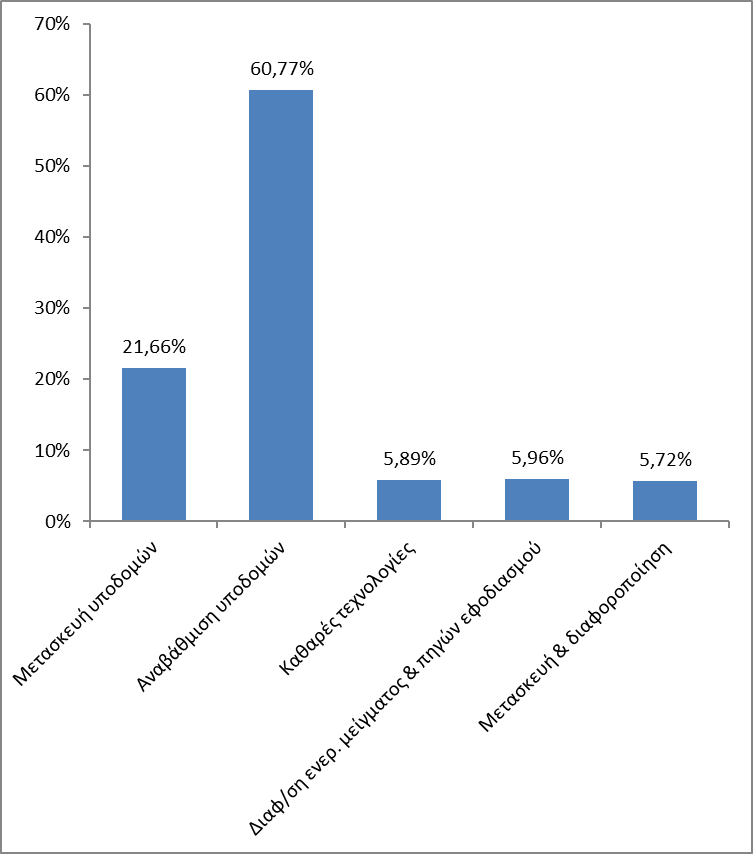 70%
60%
50%
40%
30%
20%
10%
0%
21,66%
60,77%
5,89%
5,96%
5,72%
Μετασκευή υποδομών
Αναβάθμιση υποδομών
Καθαρές τεχνολογίες
Διαφ/ση ενερ. μείγματος & πηγών εφοδιασμού
Μετασκευή & διαφοροποίηση